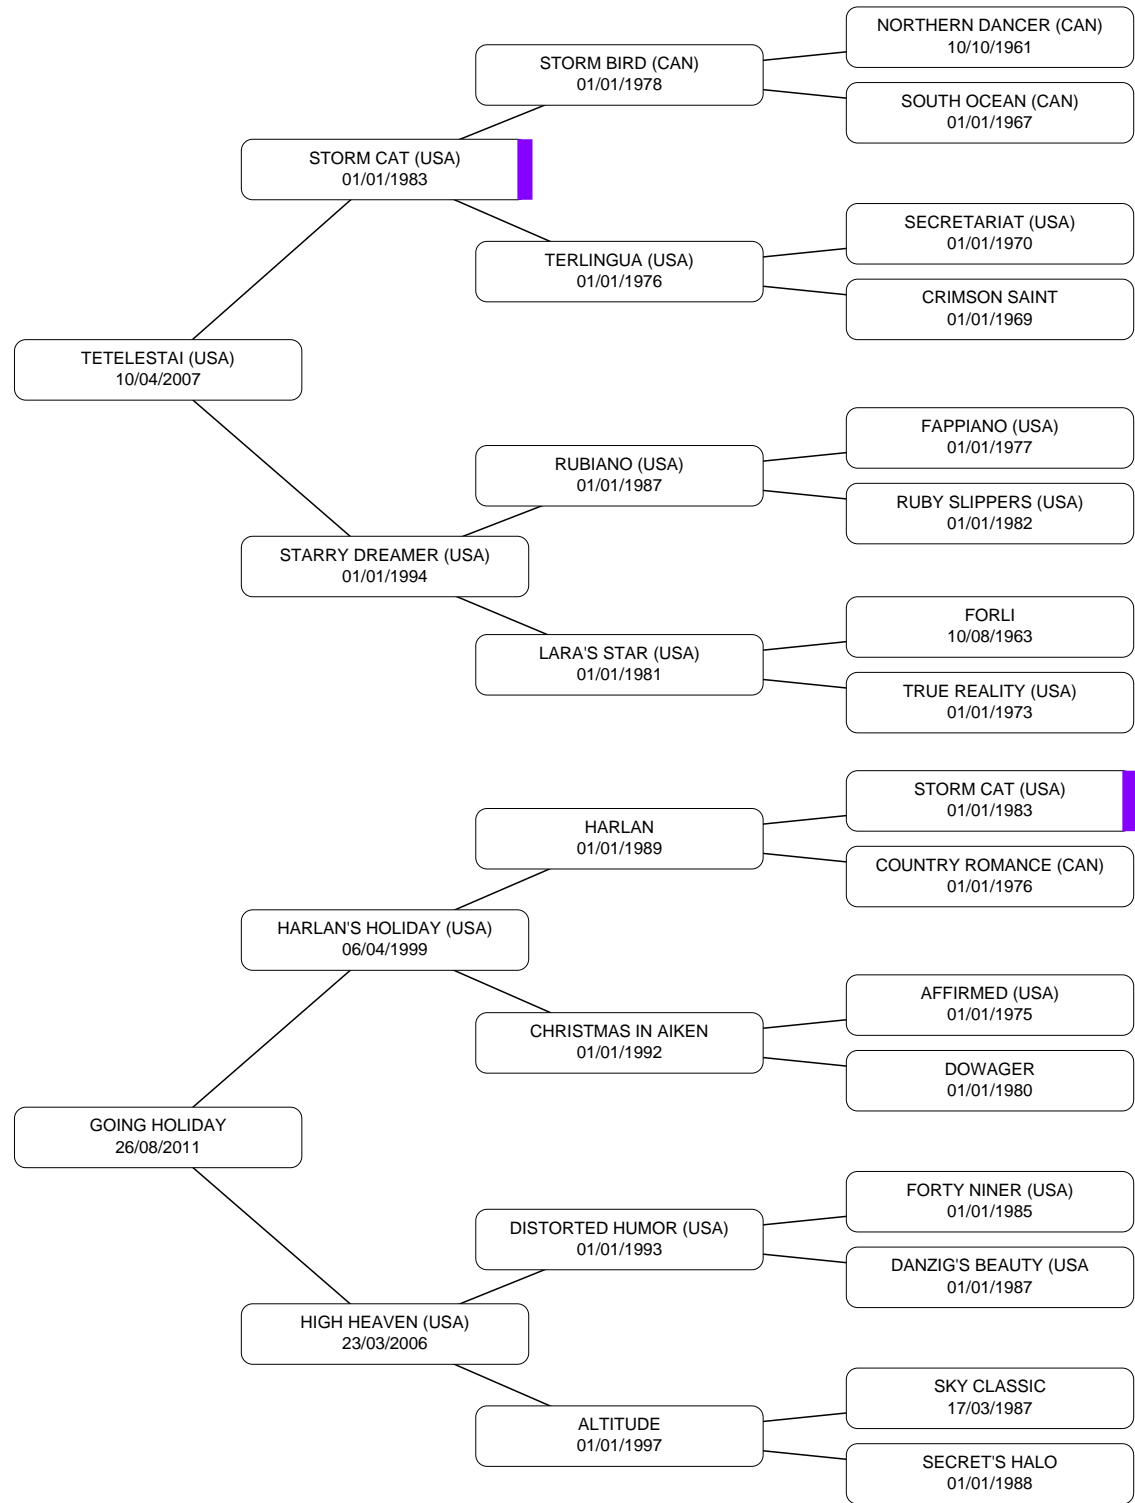 NORTHERN DANCER (CAN)
10/10/1961
STORM BIRD (CAN)
01/01/1978
SOUTH OCEAN (CAN)
01/01/1967
STORM CAT (USA)
01/01/1983
SECRETARIAT (USA)
01/01/1970
TERLINGUA (USA)
01/01/1976
CRIMSON SAINT
01/01/1969
TETELESTAI (USA)
10/04/2007
FAPPIANO (USA)
01/01/1977
RUBIANO (USA)
01/01/1987
RUBY SLIPPERS (USA)
01/01/1982
STARRY DREAMER (USA)
01/01/1994
FORLI
10/08/1963
LARA'S STAR (USA)
01/01/1981
TRUE REALITY (USA)
01/01/1973
STORM CAT (USA)
01/01/1983
HARLAN
01/01/1989
COUNTRY ROMANCE (CAN)
01/01/1976
HARLAN'S HOLIDAY (USA)
06/04/1999
AFFIRMED (USA)
01/01/1975
CHRISTMAS IN AIKEN
01/01/1992
DOWAGER
01/01/1980
GOING HOLIDAY
26/08/2011
FORTY NINER (USA)
01/01/1985
DISTORTED HUMOR (USA)
01/01/1993
DANZIG'S BEAUTY (USA
01/01/1987
HIGH HEAVEN (USA)
23/03/2006
SKY CLASSIC
17/03/1987
ALTITUDE
01/01/1997
SECRET'S HALO
01/01/1988